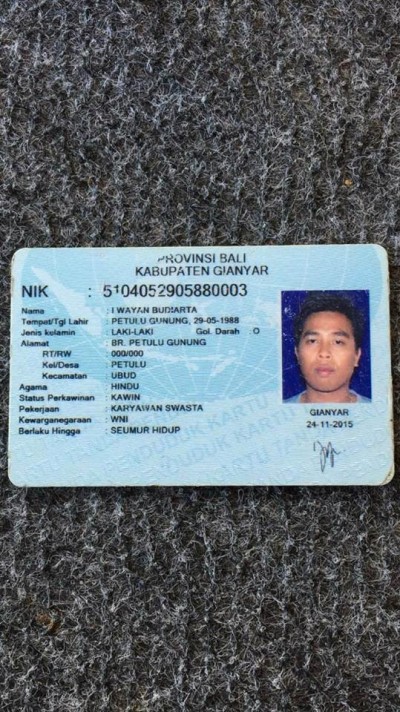 PROVINSI BALI
KABUPATEN GIANYAR
NIK : 5104052905880003
Nama : I WAYAN BUDIARTA
Tempat/Tgl Lahir : PETULU GUNUNG, 29-05-1988
Jenis kelamin : LAKI-LAKI Gol. Darah O
Alamat : BR. PETULU GUNUNG
RT/RW : 000/000
Kel/Desa : PETULU
Kecamatan : UBUD
Agama : HINDU
Status Perkawinan : KAWIN
Pekerjaan : KARYAWAN SWASTA
Kewarganegaraan : WNI
Berlaku Hingga : SEUMUR HIDUP
GIANYAR
24-11-2015